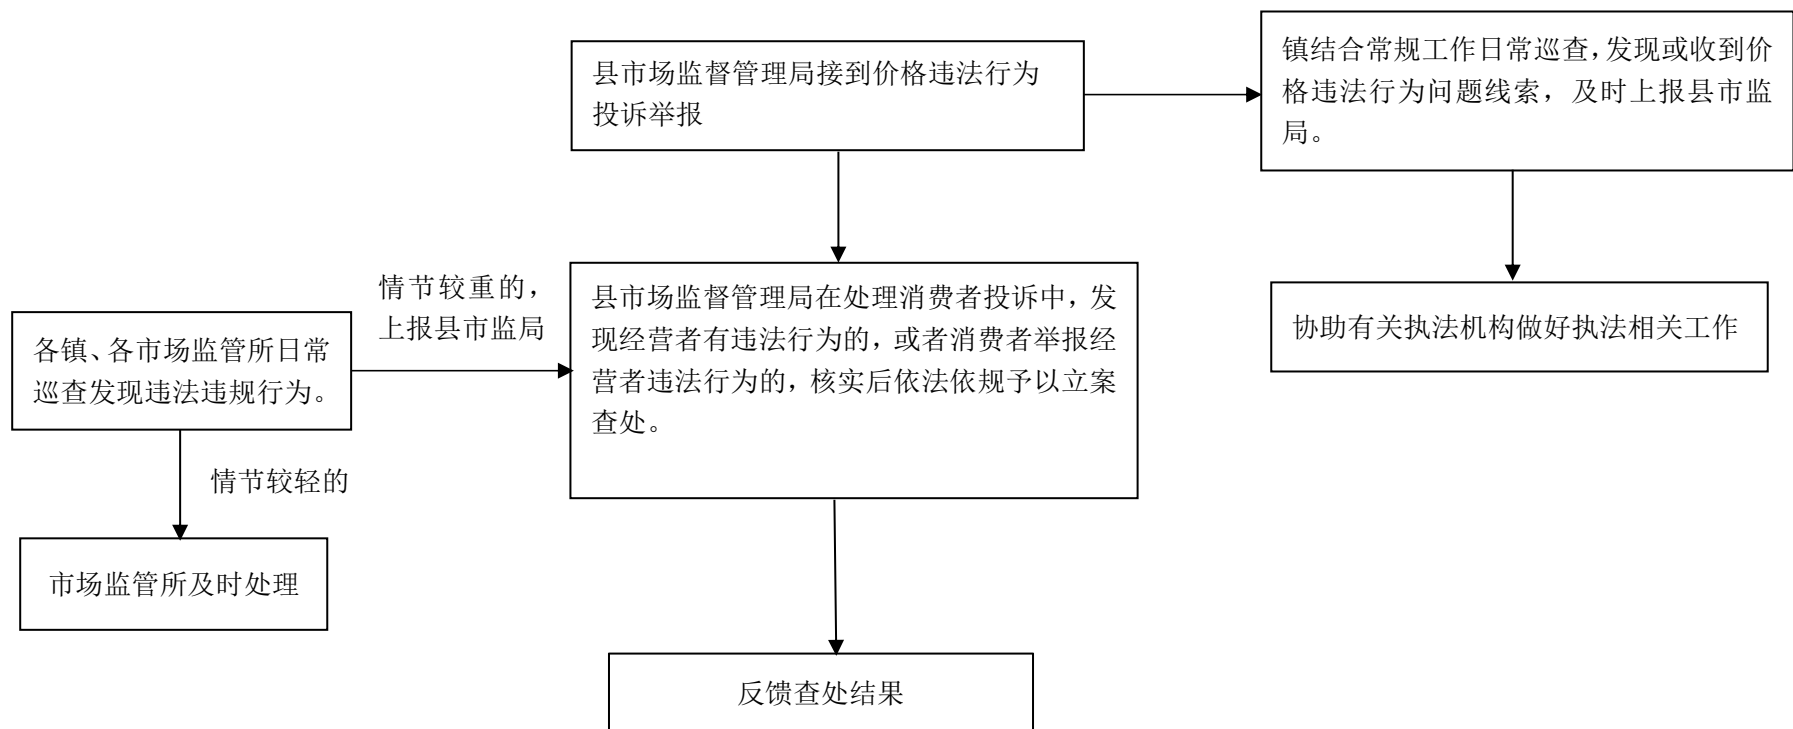 县市场监督管理局接到价格违法行为
投诉举报
镇结合常规工作日常巡查,发现或收到价
格违法行为问题线索，及时上报县市监
局。
情节较重的，
上报县市监局
各镇、各市场监管所日常
巡查发现违法违规行为。
县市场监督管理局在处理消费者投诉中，发
现经营者有违法行为的，或者消费者举报经
营者违法行为的，核实后依法依规予以立案
查处。
协助有关执法机构做好执法相关工作
情节较轻的
市场监管所及时处理
反馈查处结果